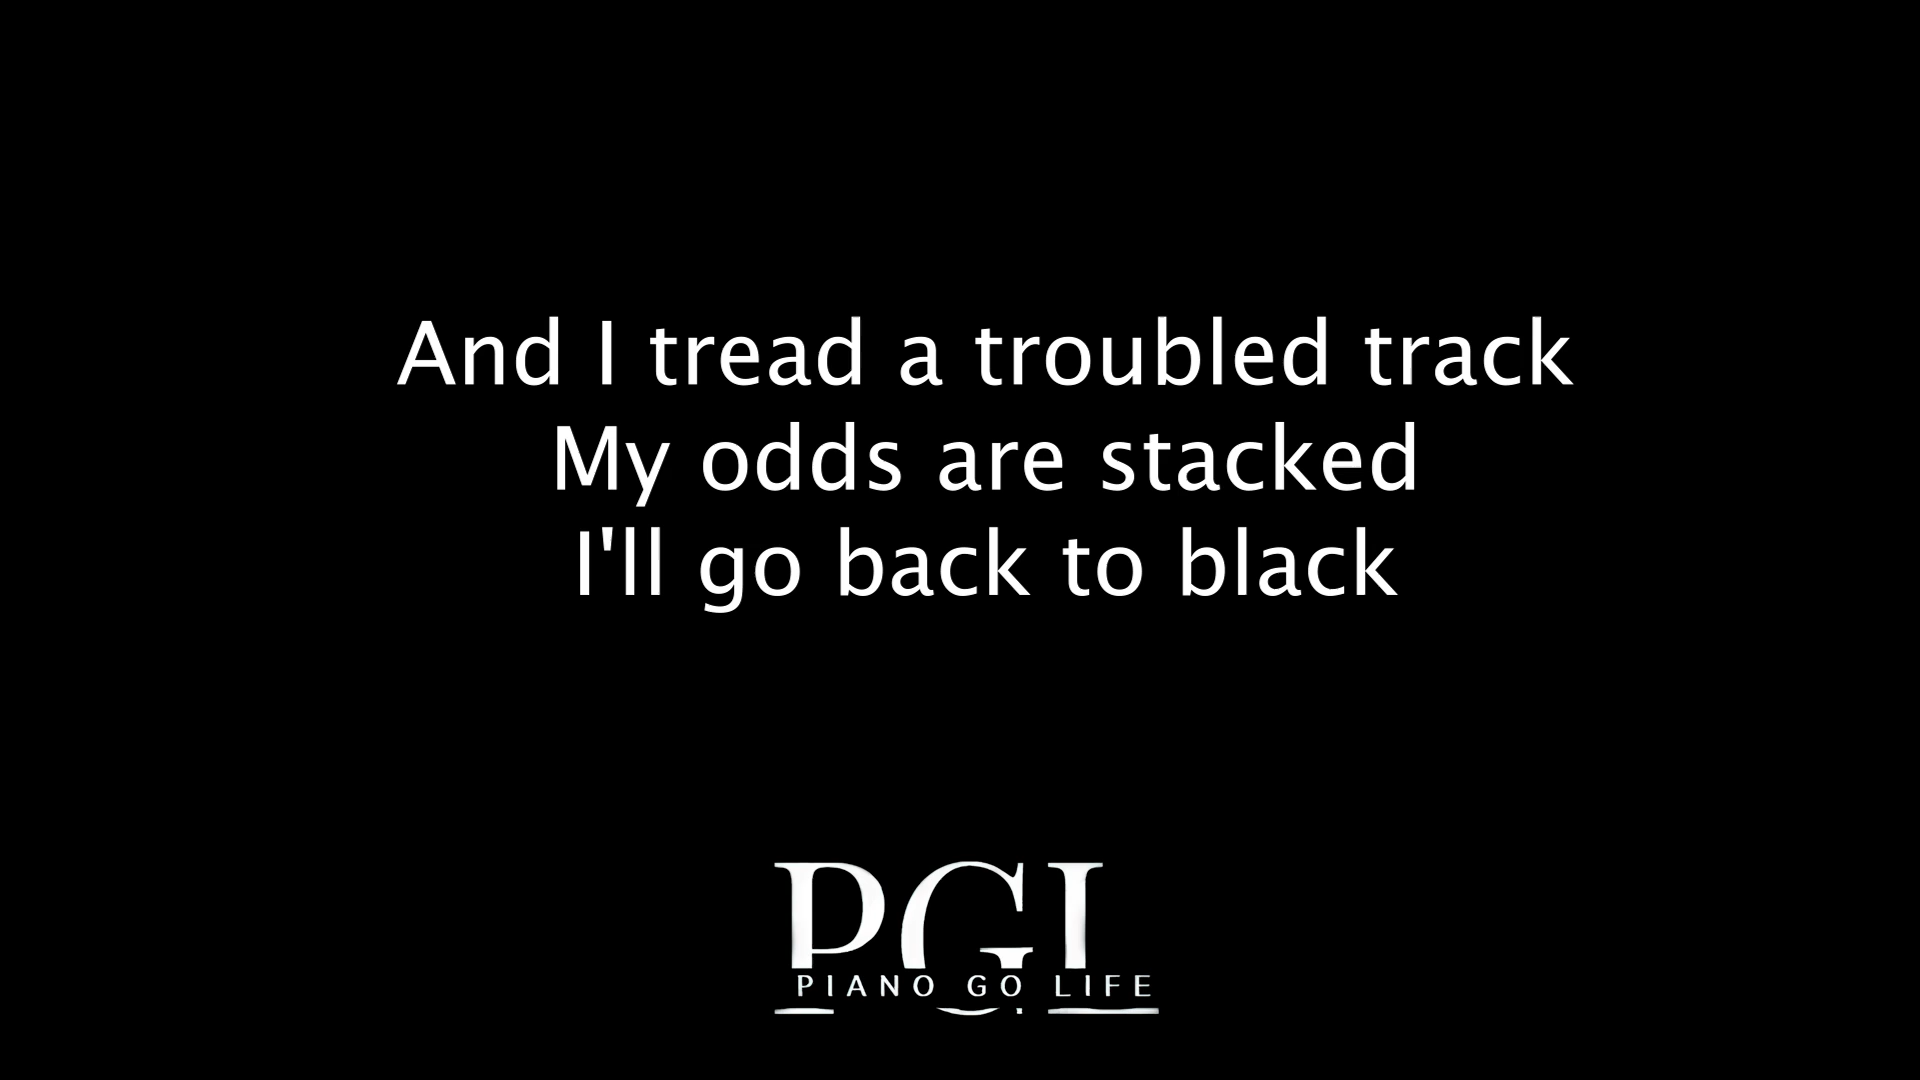 And I tread a troubled track
My odds are stacked
I'll go back to black
PGL
PIANO GO LIFE